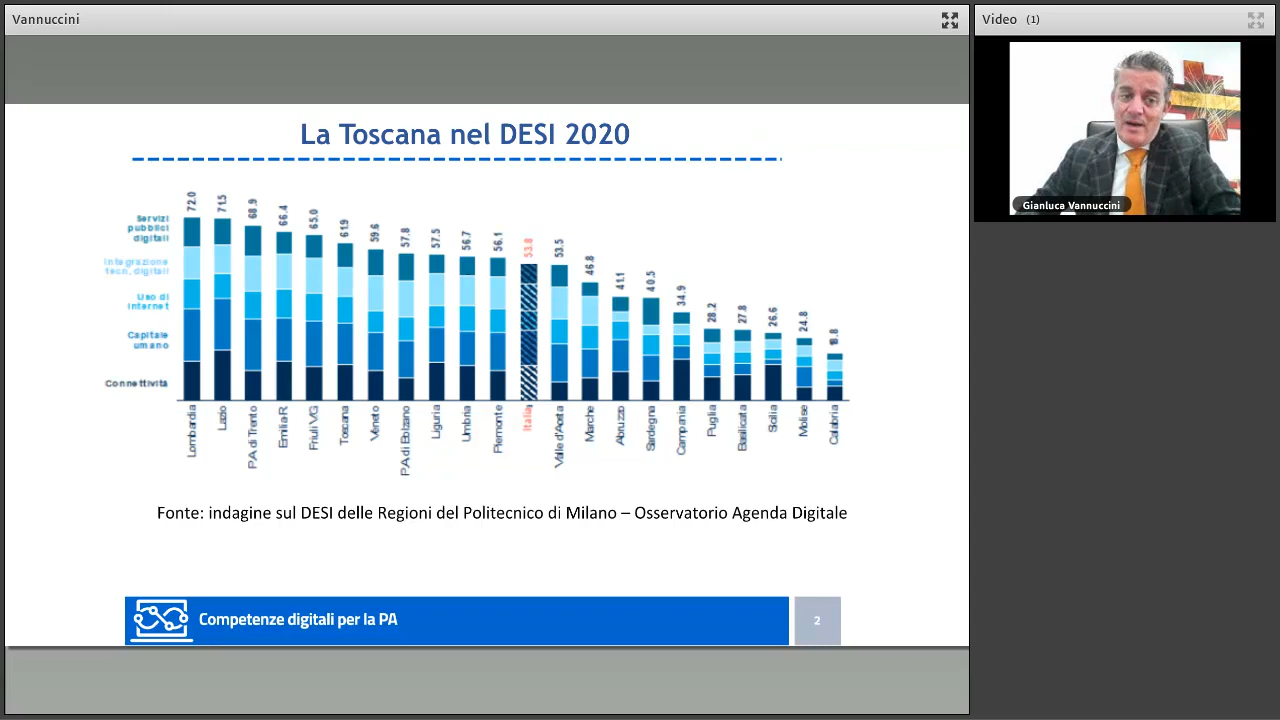 Vannuccini
Video (1)
Gianluca Vannuccini
La Toscana nel DESI 2020
Servizi
pubblici
digitali
Integrazione
tecn. digitali
Uso di
internet
Capitale
umano
Connettività
72.0
71.5
68.9
66.4
65.0
61.9
59.6
57.8
57.5
56.7
56.1
53.8
53.5
46.8
41.1
40.5
34.9
28.2
27.8
26.6
24.8
18.8
Lombardia
Lazio
P.A. di Trento
Emilia-R.
Friuli V.G.
Toscana
Veneto
P.A. di Bolzano
Liguria
Umbria
Piemonte
Italia
Valle d'Aosta
Marche
Abruzzo
Sardegna
Campania
Puglia
Basilicata
Sicilia
Molise
Calabria
Fonte: indagine sul DESI delle Regioni del Politecnico di Milano – Osservatorio Agenda Digitale
Competenze digitali per la PA
2